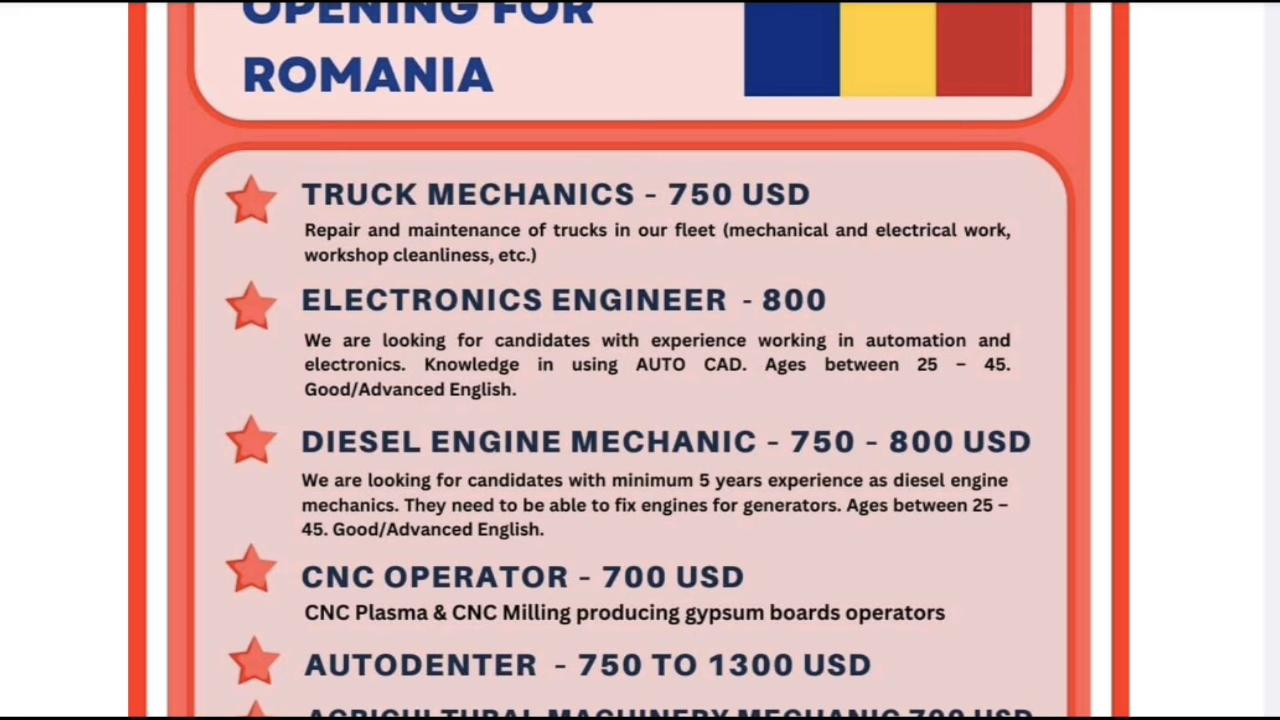 OPENING FOR
ROMANIA
TRUCK MECHANICS - 750 USD
Repair and maintenance of trucks in our fleet (mechanical and electrical work,
workshop cleanliness, etc.)
ELECTRONICS ENGINEER - 800
We are looking for candidates with experience working in automation and
electronics. Knowledge in using AUTO CAD. Ages between 25 – 45.
Good/Advanced English.
DIESEL ENGINE MECHANIC - 750 - 800 USD
We are looking for candidates with minimum 5 years experience as diesel engine
mechanics. They need to be able to fix engines for generators. Ages between 25 –
45. Good/Advanced English.
CNC OPERATOR - 700 USD
CNC Plasma & CNC Milling producing gypsum boards operators
AUTODENTER - 750 TO 1300 USD
AGRICULTURAL MACHINERY MECHANIC 700 USD